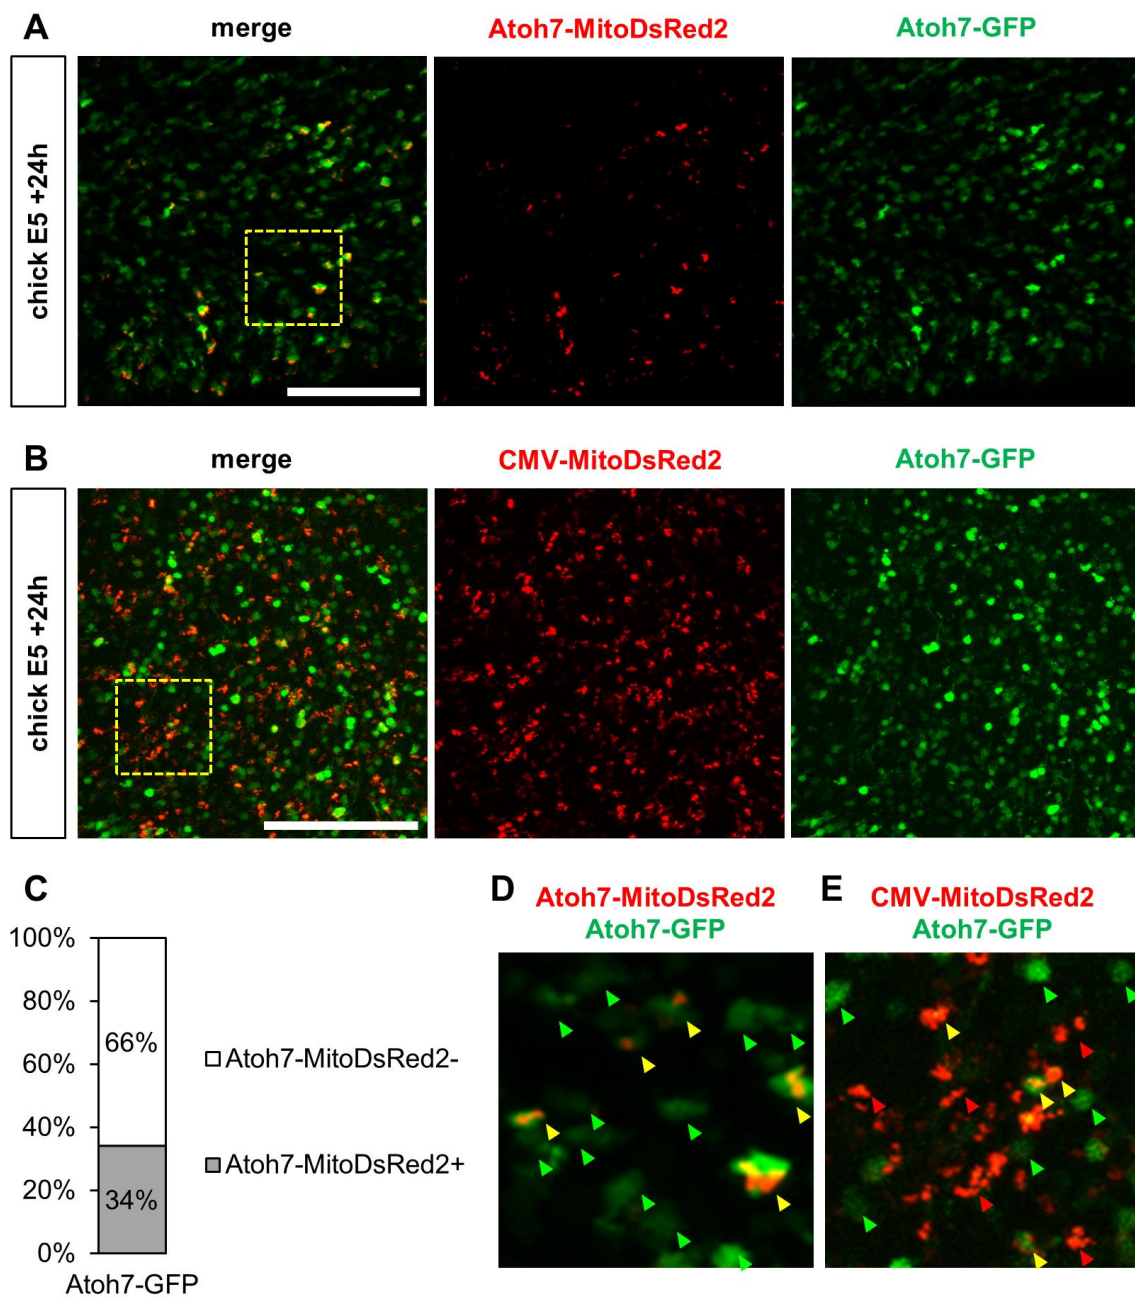 A
merge
Atoh7-MitoDsRed2
Atoh7-GFP
chick E5 +24h
B
merge
CMV-MitoDsRed2
Atoh7-GFP
chick E5 +24h
C
100%
80%
60%
40%
20%
0%
66%
34%
Atoh7-GFP
Atoh7-MitoDsRed2-
Atoh7-MitoDsRed2+
D
Atoh7-MitoDsRed2
Atoh7-GFP
E
CMV-MitoDsRed2
Atoh7-GFP